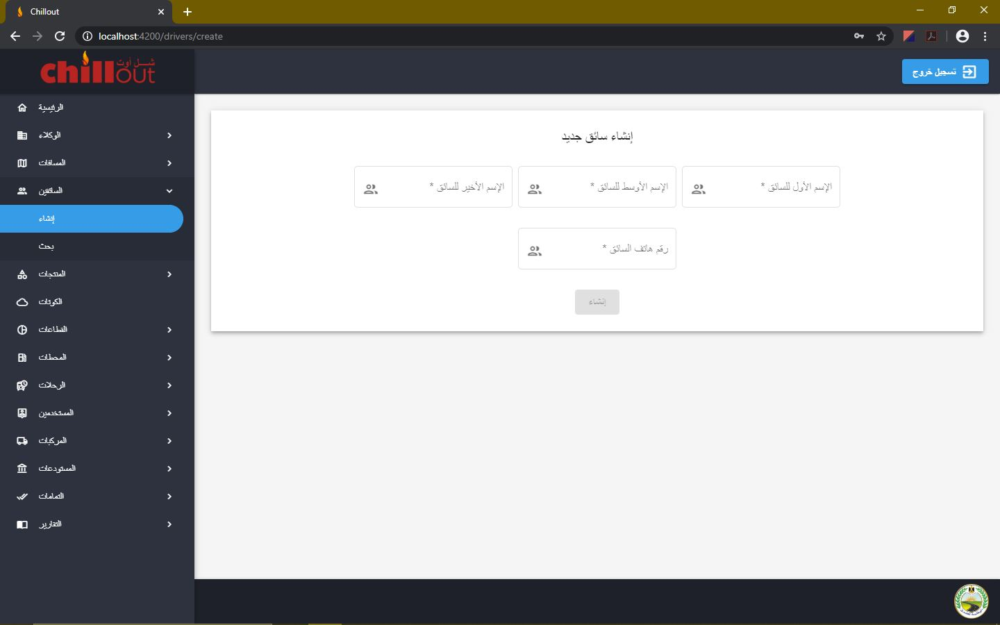 Chillout
localhost:4200/drivers/create
شيل أوت
chillout
تسجيل خروج
الرئيسية
الوكلاء
المسافات
السائقين
إنشاء
بحث
المنتجات
الكوتات
القطاعات
المحطات
الرحلات
المستخدمين
المركبات
المستودعات
التمامات
التقارير
إنشاء سائق جديد
الإسم الأول للسائق *
الإسم الأوسط للسائق *
الإسم الأخير للسائق *
رقم هاتف السائق *
إنشاء